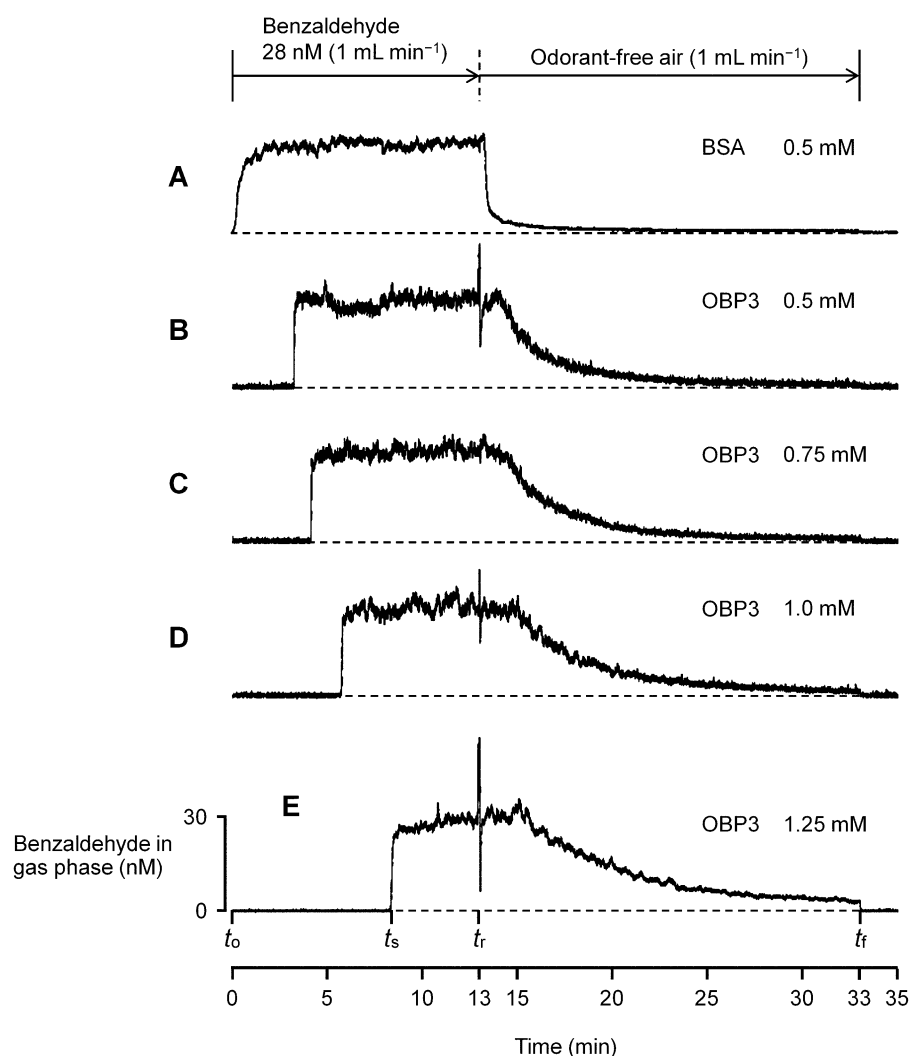 Benzaldehyde
28 nM (1 mL min⁻¹)
Odorant-free air (1 mL min⁻¹)
A
BSA 0.5 mM
B
OBP3 0.5 mM
C
OBP3 0.75 mM
D
OBP3 1.0 mM
E
OBP3 1.25 mM
30
Benzaldehyde in
gas phase (nM)
0
to ts tr tf
0 5 10 13 15 20 25 30 33 35
Time (min)